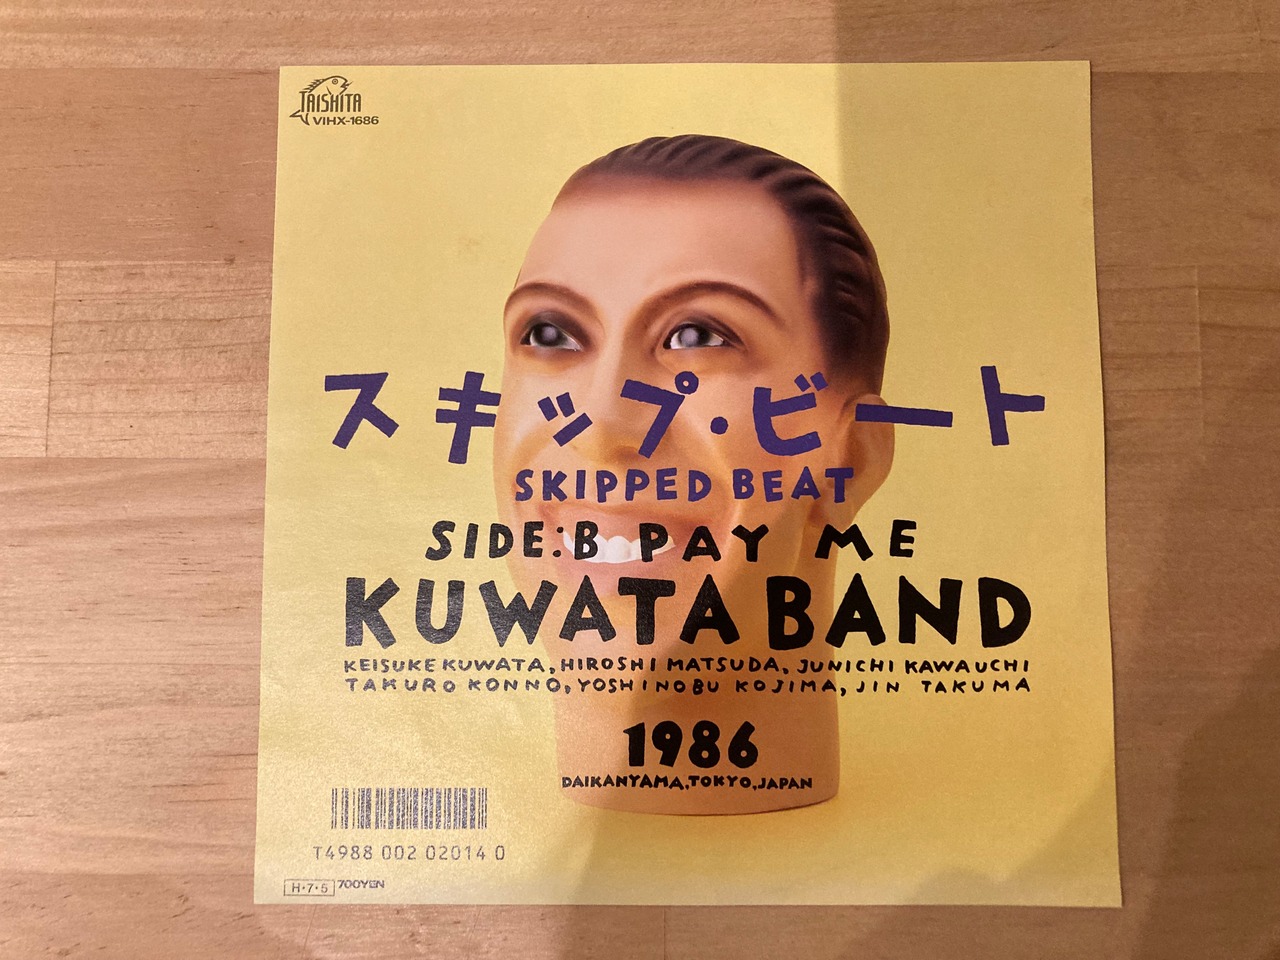 TAISHITA
VIHX-1686
スキップ・ビート
SKIPPED BEAT
SIDE:B PAY ME
KUWATA BAND
KEISUKE KUWATA, HIROSHI MATSUDA, JUNICHI KAWAUCHI
TAKURO KONNO, YOSHINOBU KOJIMA, JIN TAKUMA
1986
DAIKANYAMA, TOKYO, JAPAN
T4988 002 02014 0
H・7・5 700YEN